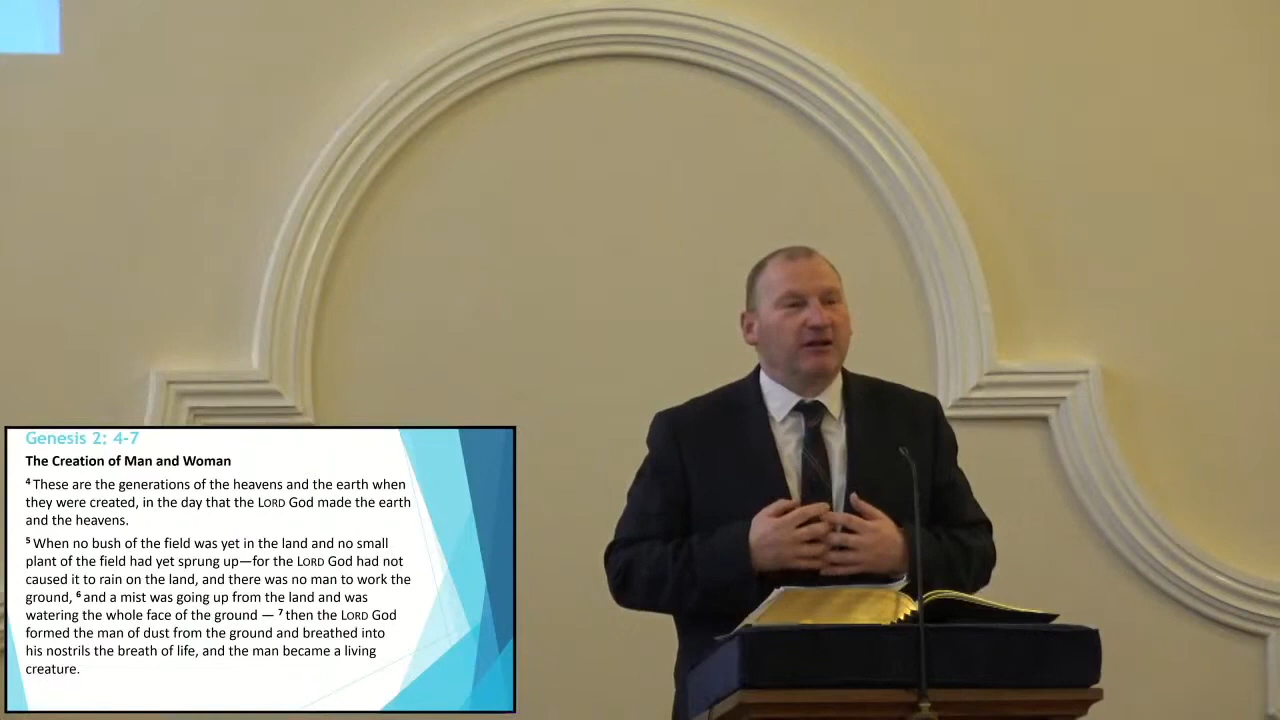 Genesis 2: 4-7
The Creation of Man and Woman
⁴ These are the generations of the heavens and the earth when
they were created, in the day that the LORD God made the earth
and the heavens.
⁵ When no bush of the field was yet in the land and no small
plant of the field had yet sprung up—for the LORD God had not
caused it to rain on the land, and there was no man to work the
ground, ⁶ and a mist was going up from the land and was
watering the whole face of the ground — ⁷ then the LORD God
formed the man of dust from the ground and breathed into
his nostrils the breath of life, and the man became a living
creature.